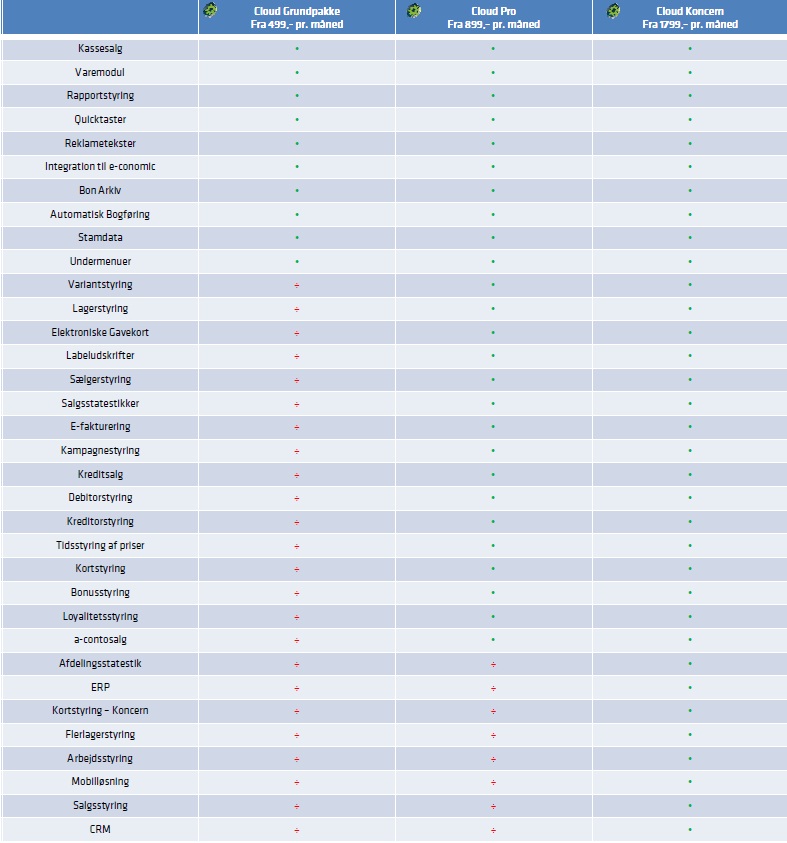 Cloud Grundpakke
Fra 499,- pr. måned
Cloud Pro
Fra 899,- pr. måned
Cloud Koncern
Fra 1799,- pr. måned
Kassesalg • • •
Varemodul • • •
Rapportstyring • • •
Quicktaster • • •
Reklametekster • • •
Integration til e-conomic • • •
Bon Arkiv • • •
Automatisk Bogføring • • •
Stamdata • • •
Undermenuer • • •
Variantstyring ÷ • •
Lagerstyring ÷ • •
Elektroniske Gavekort ÷ • •
Labeludskrifter ÷ • •
Sælgerstyring ÷ • •
Salgsstatestikker ÷ • •
E-fakturering ÷ • •
Kampagnestyring ÷ • •
Kreditsalg ÷ • •
Debitorstyring ÷ • •
Kreditorstyring ÷ • •
Tidsstyring af priser ÷ • •
Kortstyring ÷ • •
Bonusstyring ÷ • •
Loyalitetsstyring ÷ • •
a-contosalg ÷ • •
Afdelingsstatestik ÷ ÷ •
ERP ÷ ÷ •
Kortstyring – Koncern ÷ ÷ •
Flerlagerstyring ÷ ÷ •
Arbejdsstyring ÷ ÷ •
Mobilløsning ÷ ÷ •
Salgsstyring ÷ ÷ •
CRM ÷ ÷ •